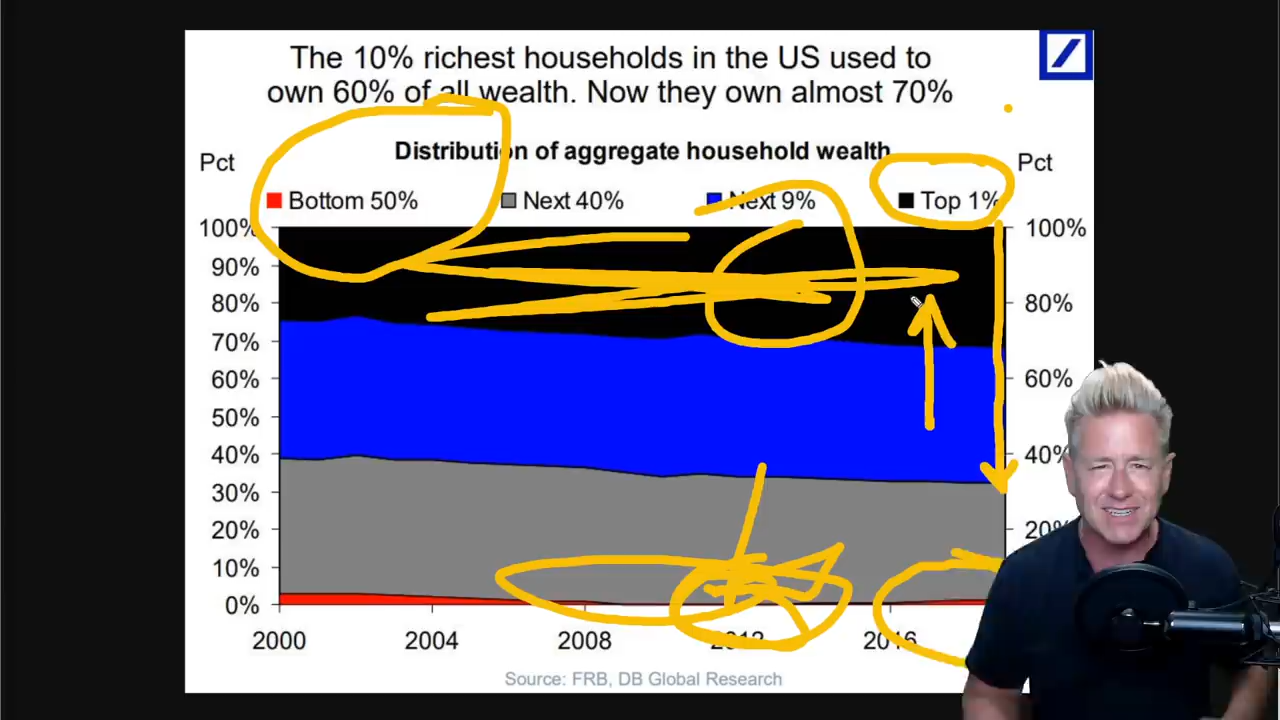 The 10% richest households in the US used to
own 60% of all wealth. Now they own almost 70%
Distribution of aggregate household wealth
Pct Pct
Bottom 50% Next 40% Next 9% Top 1%
100% 100%
90%
80% 80%
70%
60% 60%
50%
40% 40%
30%
20% 20%
10%
0%
2000 2004 2008 2012 2016
Source: FRB, DB Global Research